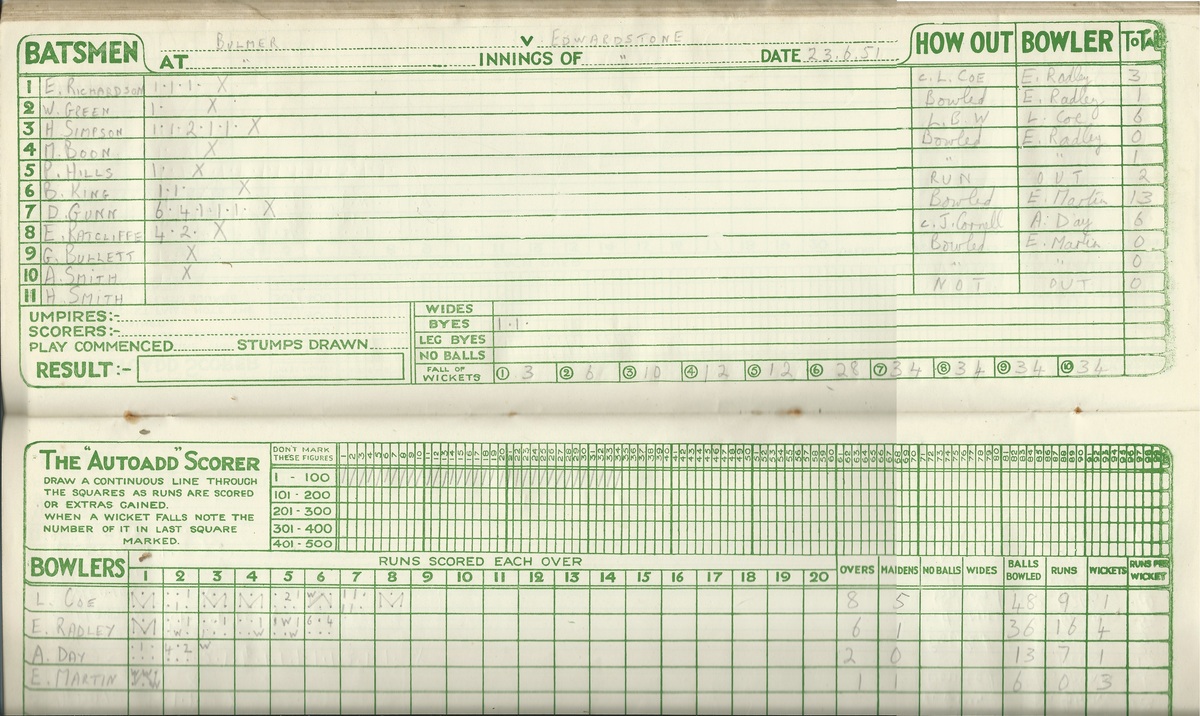 BATSMEN BULMER V EDWARDSTONE HOW OUT BOWLER TOTAL
AT " INNINGS OF " DATE 23.6.51
1 E. RICHARDSON 1·1·1· X c. L. COE E. Radley 3
2 W. GREEN 1· X Bowled E. Radley 1
3 H. SIMPSON 1·1·2·1·1· X L.B.W L. Coe 6
4 M. BOON X Bowled E. Radley 0
5 P. HILLS 1· X " " 1
6 B. KING 1·1· X RUN OUT 2
7 D. GUNN 6·4·1·1·1· X Bowled E. Martin 13
8 E. RATCLIFFE 4·2· X c. J. Cornell A. Day 6
9 G. BULLETT X Bowled E. Martin 0
10 A. SMITH X " " 0
11 H. SMITH NOT OUT 0
UMPIRES:-
SCORERS:-
PLAY COMMENCED STUMPS DRAWN
RESULT:-
WIDES
BYES 1·1·
LEG BYES
NO BALLS
FALL OF WICKETS 1 3 2 6 3 10 4 12 5 12 6 28 7 34 8 34 9 34 10 34
THE "AUTOADD" SCORER
DRAW A CONTINUOUS LINE THROUGH
THE SQUARES AS RUNS ARE SCORED
OR EXTRAS GAINED.
WHEN A WICKET FALLS NOTE THE
NUMBER OF IT IN LAST SQUARE
MARKED.
DON'T MARK THESE FIGURES
1 - 100
101 - 200
201 - 300
301 - 400
401 - 500
BOWLERS RUNS SCORED EACH OVER OVERS MAIDENS NO BALLS WIDES BALLS BOWLED RUNS WICKETS RUNS PER WICKET
1 2 3 4 5 6 7 8 9 10 11 12 13 14 15 16 17 18 19 20
L. COE M M M M 8 5 48 9 1
E. RADLEY M 6 1 36 16 4
A. DAY 2 0 13 7 1
E. MARTIN 1 1 6 0 3